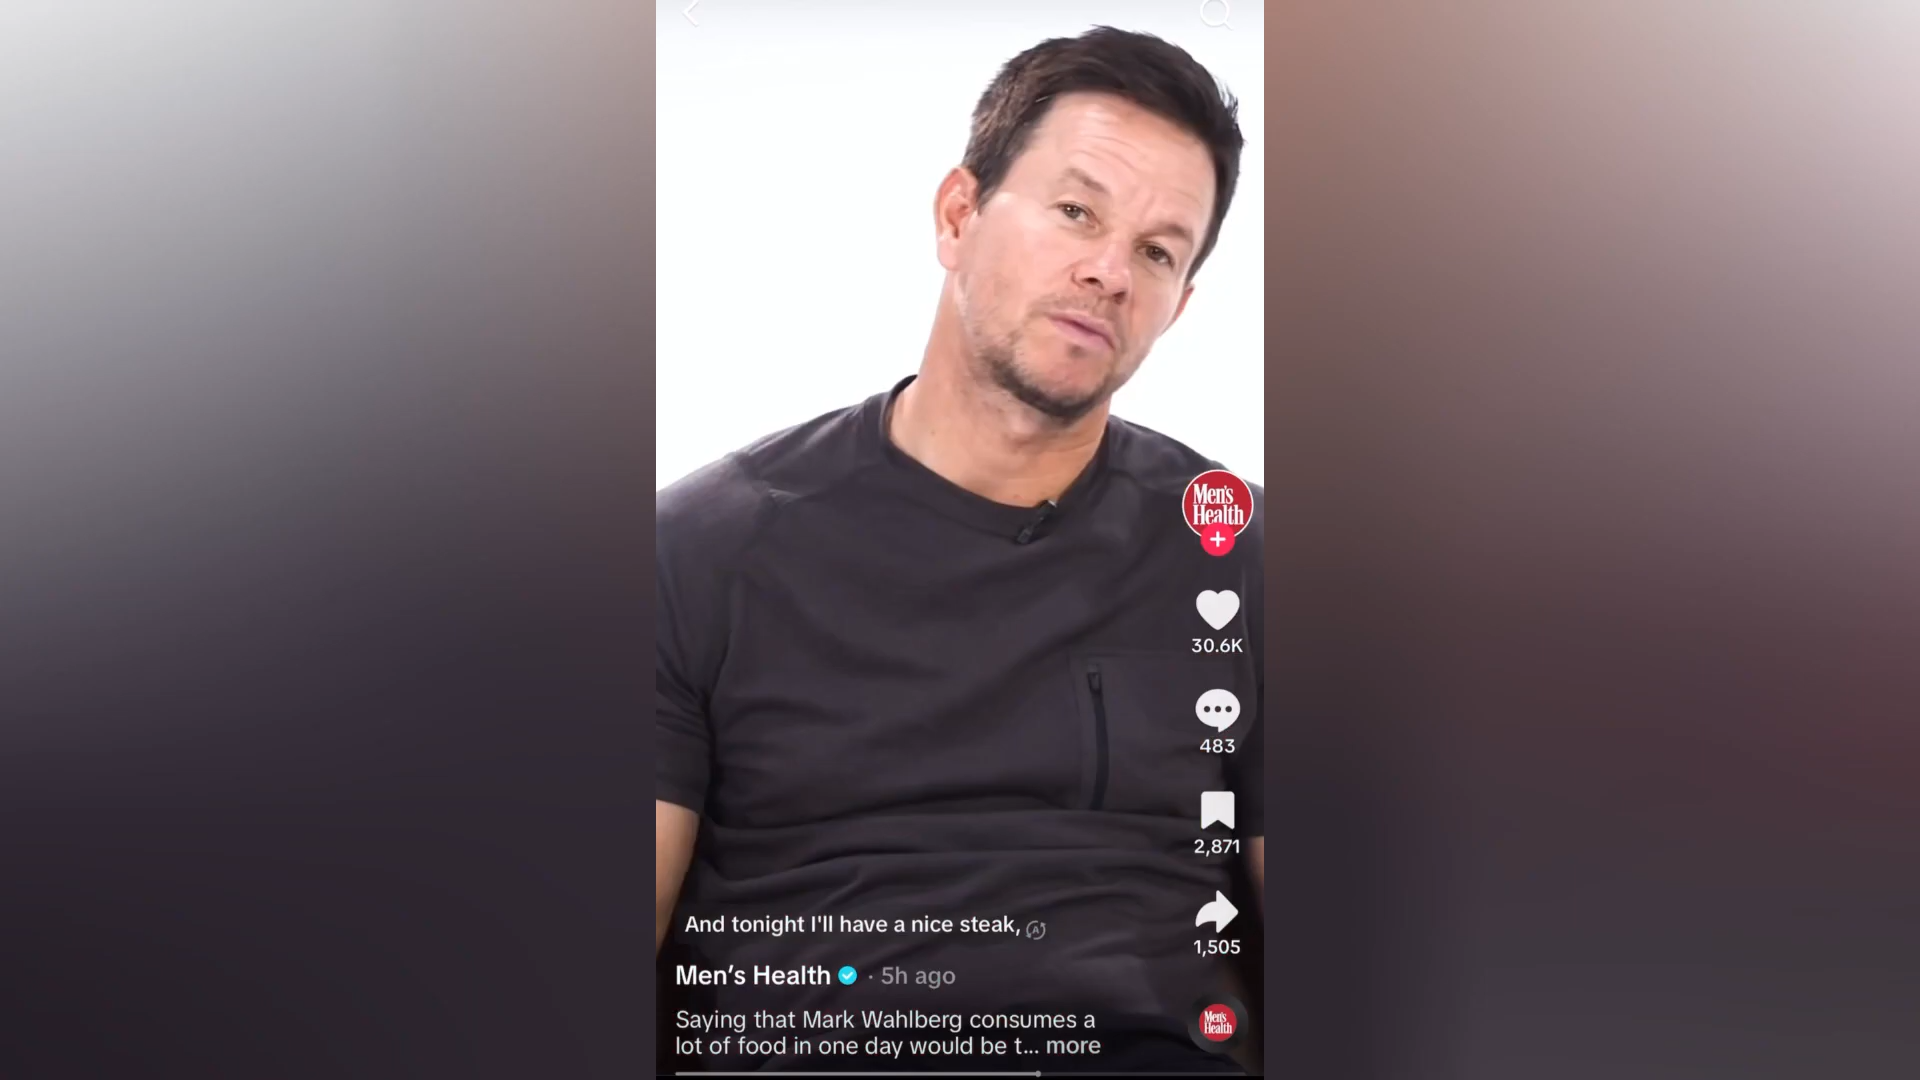 Men's
Health
30.6K
483
2,871
1,505
And tonight I'll have a nice steak,
Men’s Health · 5h ago
Saying that Mark Wahlberg consumes a
lot of food in one day would be t... more
Men's
Health